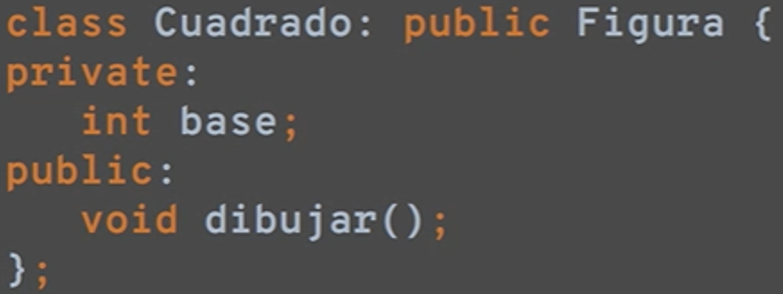 class Cuadrado: public Figura {
private:
   int base;
public:
   void dibujar();
};